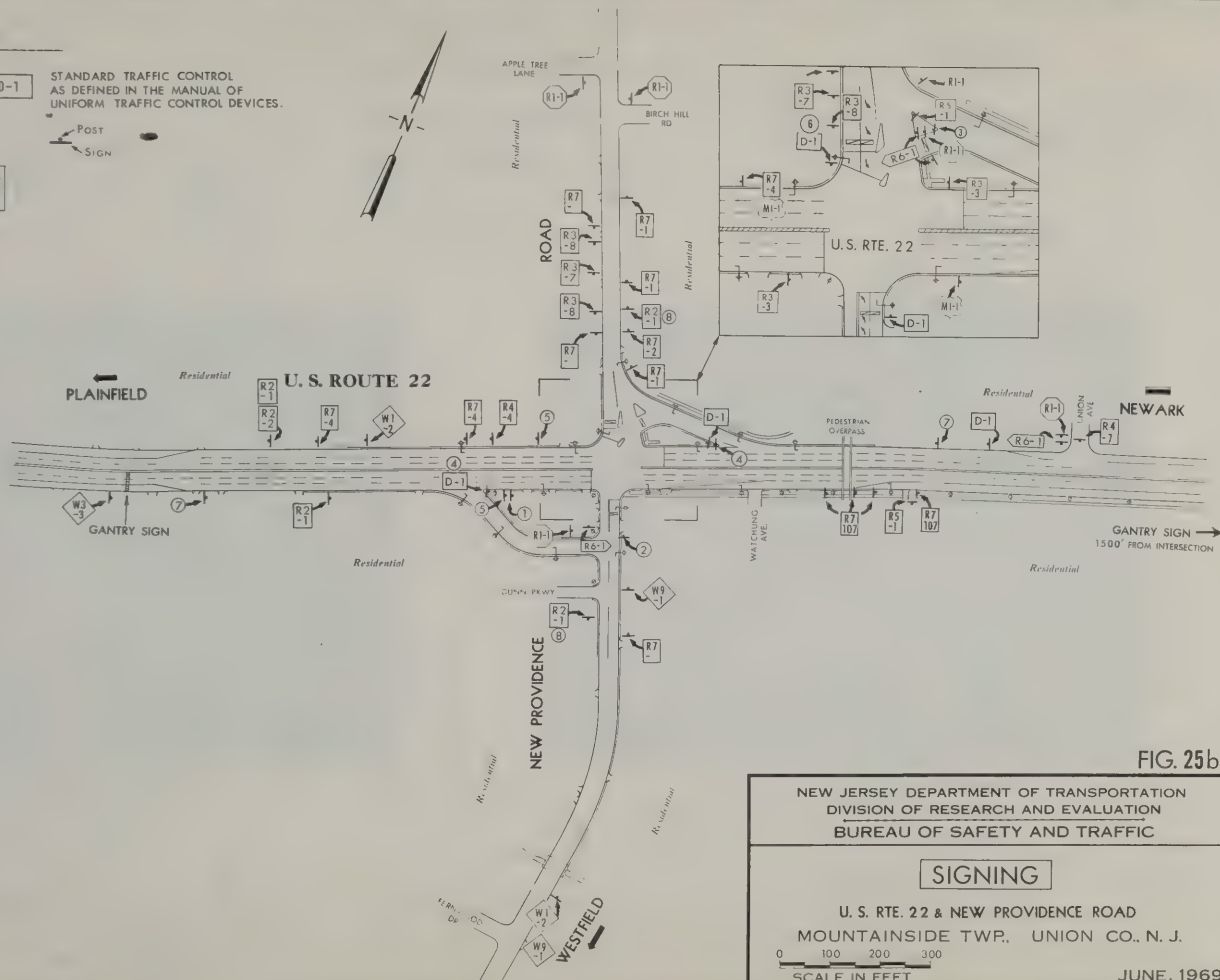 D-1
STANDARD TRAFFIC CONTROL
AS DEFINED IN THE MANUAL OF
UNIFORM TRAFFIC CONTROL DEVICES.
POST
SIGN
N
APPLE TREE
LANE
R1-1
R1-1
BIRCH HILL
RD
Residential
Residential
ROAD
R7
-
R3
-8
R3
-7
R3
-8
R7
-
R7
-1
R7
-1
R2
-1
8
R7
-2
R7
-1
R3
-7
R3
-8
6
D-1
R7
-4
M1-1
R1-1
R5
-1
3
R6-1
R1-1
R3
-3
U.S. RTE. 22
R3
-3
M1-1
D-1
PLAINFIELD
Residential
U. S. ROUTE 22
R2
-1
R2
-2
R7
-4
W1
-2
R7
-4
R4
-4
5
4
D-1
5
1
D-1
4
PEDESTRIAN
OVERPASS
7
D-1
Residential
R1-1
R6-1
UNION
AVE
R4
-7
NEWARK
W3
-3
GANTRY SIGN
7
R2
-1
R1-1
R6-1
2
WATCHUNG
AVE.
R7
107
R5
-1
R7
107
GANTRY SIGN
1500' FROM INTERSECTION
Residential
Residential
DUNN PKWY
R2
-1
8
W9
-1
R7
-
NEW PROVIDENCE
Residential
Residential
W1
-2
W9
-1
WESTFIELD
FIG. 25b
NEW JERSEY DEPARTMENT OF TRANSPORTATION
DIVISION OF RESEARCH AND EVALUATION
BUREAU OF SAFETY AND TRAFFIC
SIGNING
U. S. RTE. 22 & NEW PROVIDENCE ROAD
MOUNTAINSIDE TWP., UNION CO., N. J.
0 100 200 300
SCALE IN FEET
JUNE, 1969